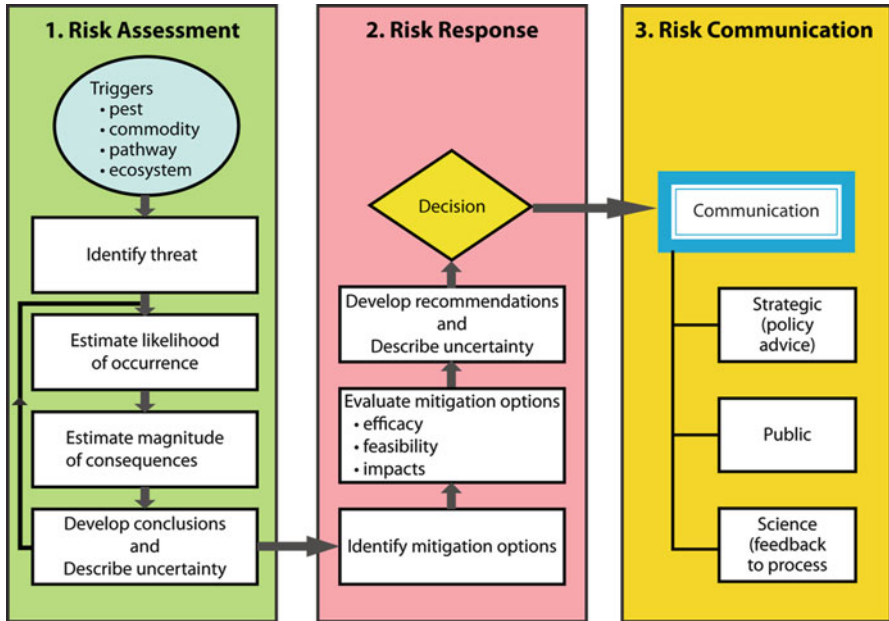 1. Risk Assessment
Triggers
• pest
• commodity
• pathway
• ecosystem
Identify threat
Estimate likelihood
of occurrence
Estimate magnitude
of consequences
Develop conclusions
and
Describe uncertainty
2. Risk Response
Decision
Develop recommendations
and
Describe uncertainty
Evaluate mitigation options
• efficacy
• feasibility
• impacts
Identify mitigation options
3. Risk Communication
Communication
Strategic
(policy
advice)
Public
Science
(feedback
to process